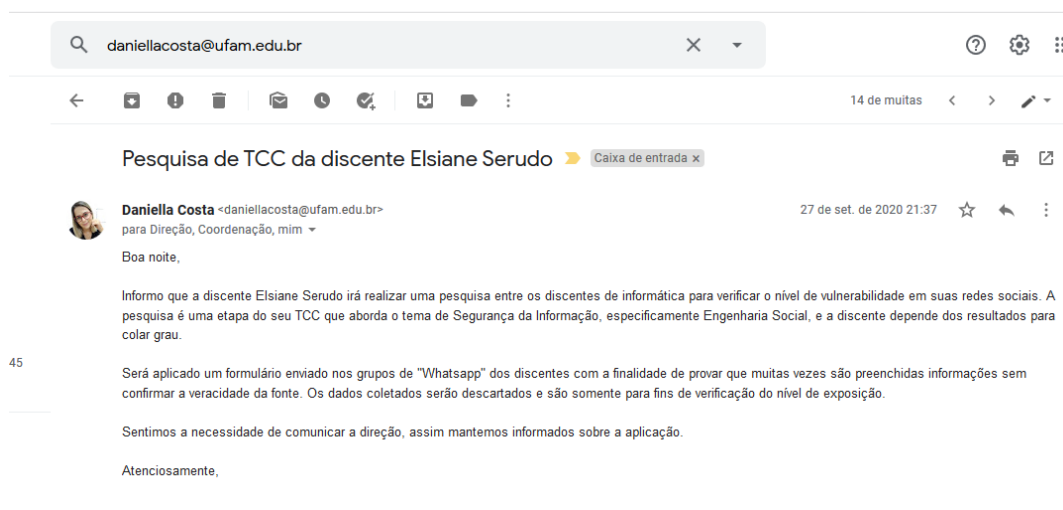 daniellacosta@ufam.edu.br
14 de muitas
Pesquisa de TCC da discente Elsiane Serudo Caixa de entrada x
Daniella Costa <daniellacosta@ufam.edu.br> 27 de set. de 2020 21:37
para Direção, Coordenação, mim
Boa noite,
Informo que a discente Elsiane Serudo irá realizar uma pesquisa entre os discentes de informática para verificar o nível de vulnerabilidade em suas redes sociais. A
pesquisa é uma etapa do seu TCC que aborda o tema de Segurança da Informação, especificamente Engenharia Social, e a discente depende dos resultados para
colar grau.
45
Será aplicado um formulário enviado nos grupos de "Whatsapp" dos discentes com a finalidade de provar que muitas vezes são preenchidas informações sem
confirmar a veracidade da fonte. Os dados coletados serão descartados e são somente para fins de verificação do nível de exposição.
Sentimos a necessidade de comunicar a direção, assim mantemos informados sobre a aplicação.
Atenciosamente,